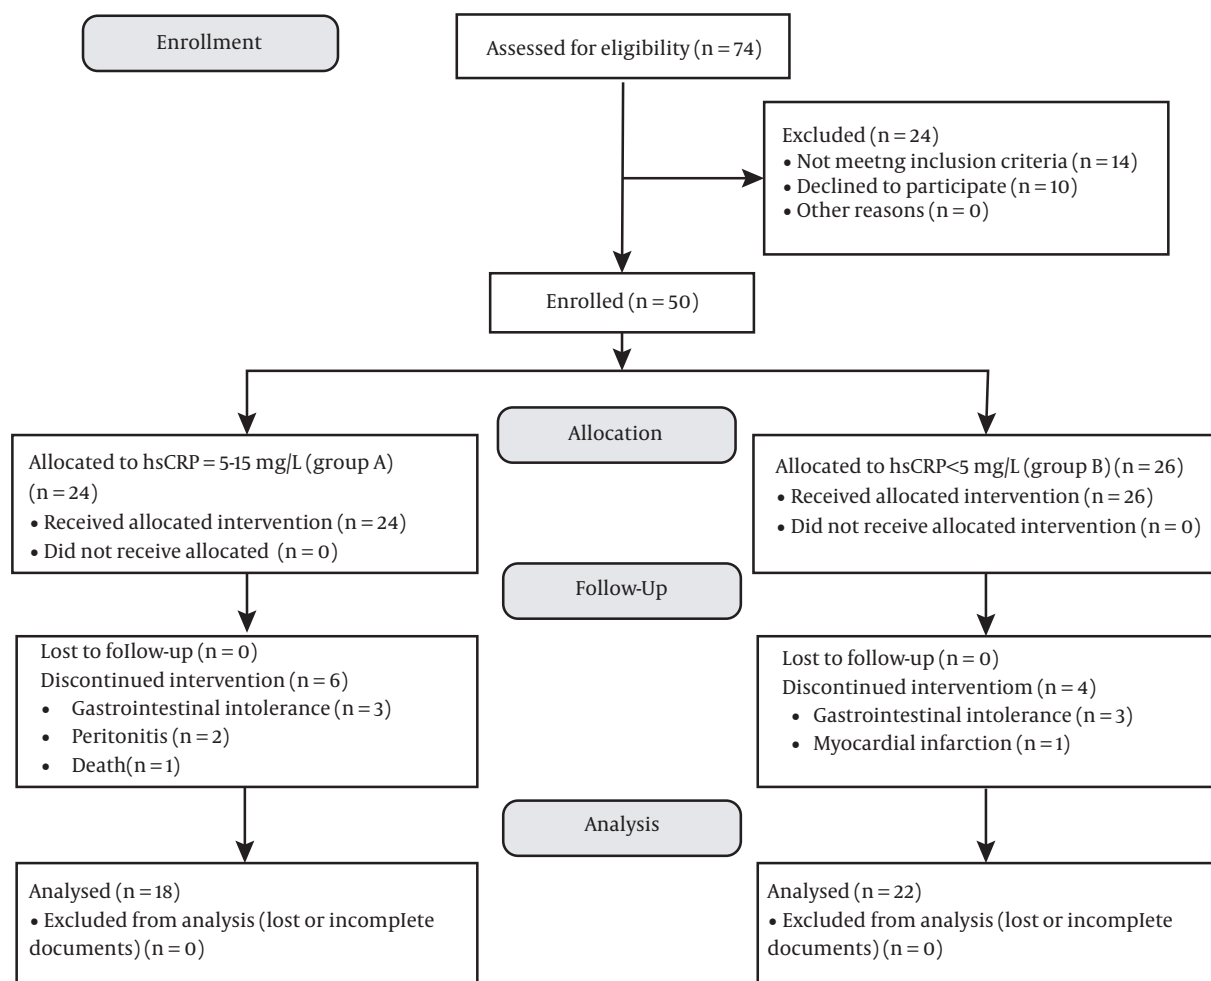 Enrollment
Assessed for eligibility (n = 74)
Excluded (n = 24)
• Not meetng inclusion criteria (n = 14)
• Declined to participate (n = 10)
• Other reasons (n = 0)
Enrolled (n = 50)
Allocation
Allocated to hsCRP = 5-15 mg/L (group A)
(n = 24)
• Received allocated intervention (n = 24)
• Did not receive allocated (n = 0)
Allocated to hsCRP<5 mg/L (group B) (n = 26)
• Received allocated intervention (n = 26)
• Did not receive allocated intervention (n = 0)
Follow-Up
Lost to foIlow-up (n = 0)
Discontinued intervention (n = 6)
• Gastrointestinal intolerance (n = 3)
• Peritonitis (n = 2)
• Death(n = 1)
Lost to follow-up (n = 0)
Discontinued interventiom (n = 4)
• Gastrointestinal intolerance (n = 3)
• Myocardial infarction (n = 1)
Analysis
Analysed (n = 18)
• Excluded from analysis (lost or incompIete
documents) (n = 0)
Analysed (n = 22)
• Excluded from analysis (lost or incompIete
documents) (n = 0)